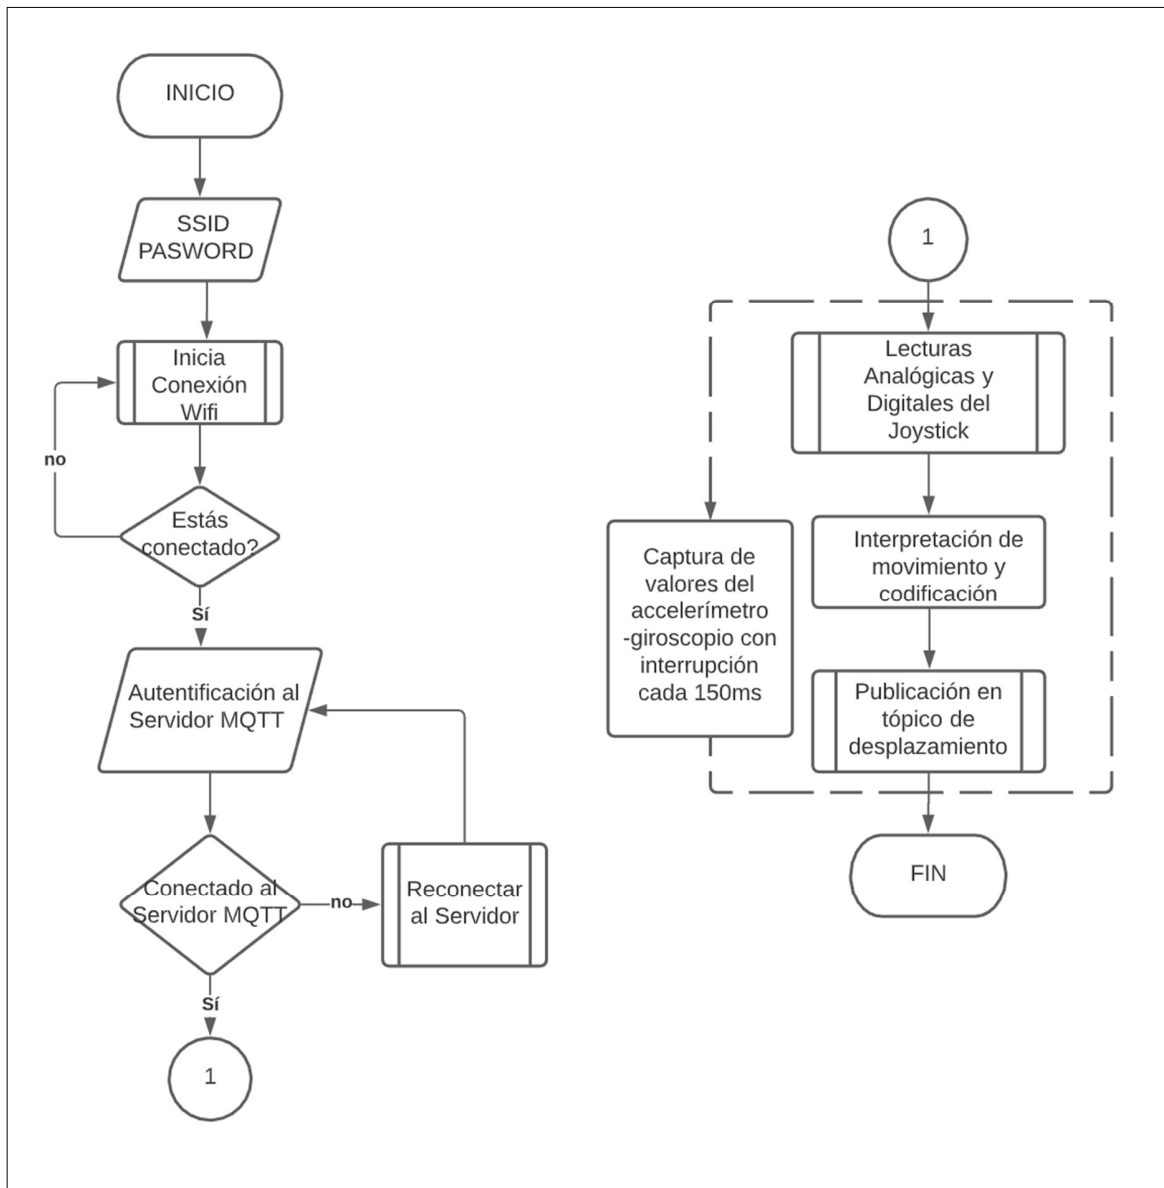 INICIO
SSID
PASWORD
Inicia
Conexión
Wifi
no
Estás
conectado?
Sí
Autentificación al
Servidor MQTT
Conectado al
Servidor MQTT
no
Reconectar
al Servidor
Sí
1
1
Lecturas
Analógicas y
Digitales del
Joystick
Captura de
valores del
accelerímetro
-giroscopio con
interrupción
cada 150ms
Interpretación de
movimiento y
codificación
Publicación en
tópico de
desplazamiento
FIN